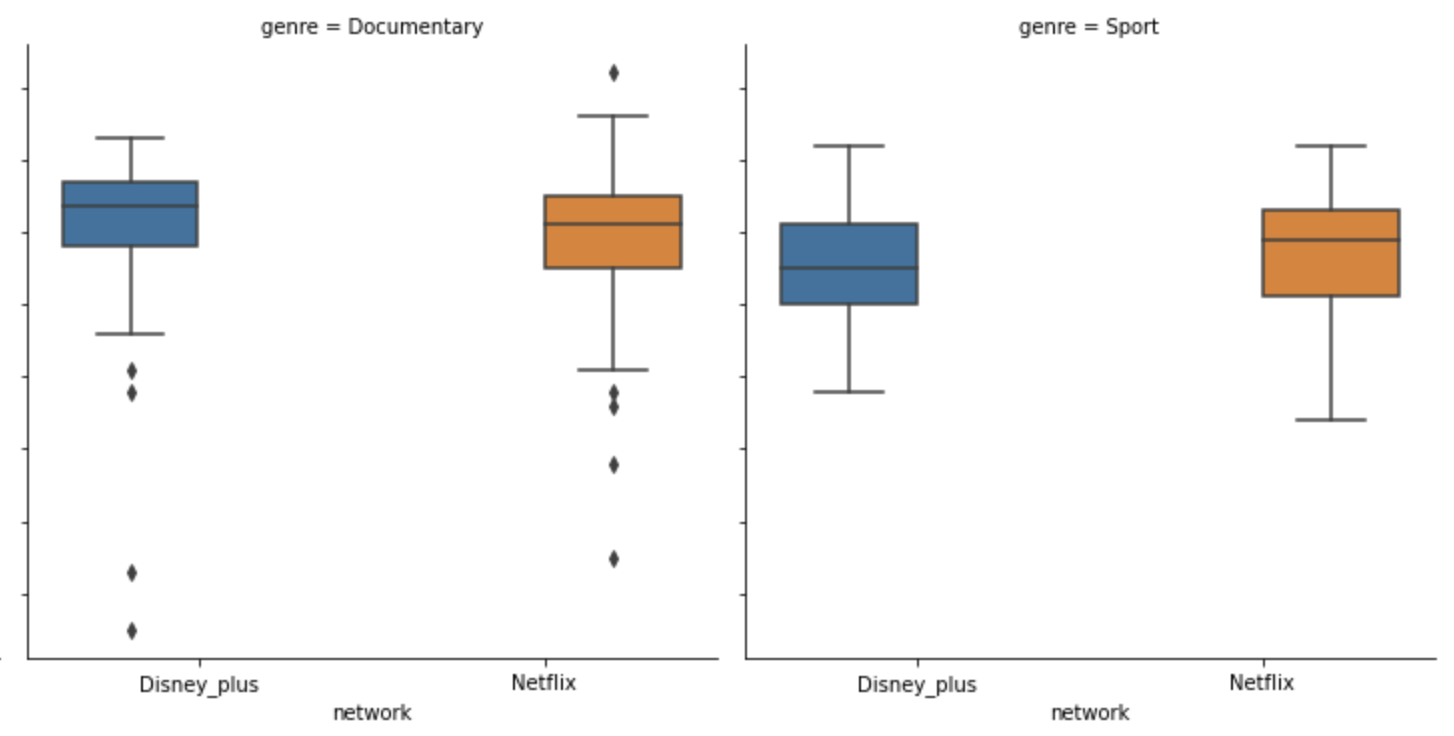 genre = Documentary
genre = Sport
Disney_plus
Netflix
Disney_plus
Netflix
network
network